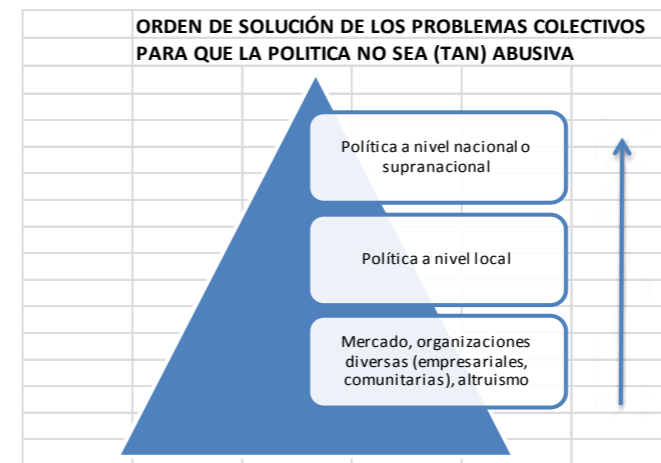 ORDEN DE SOLUCIÓN DE LOS PROBLEMAS COLECTIVOS
PARA QUE LA POLITICA NO SEA (TAN) ABUSIVA
Política a nivel nacional o
supranacional
Política a nivel local
Mercado, organizaciones
diversas (empresariales,
comunitarias), altruismo